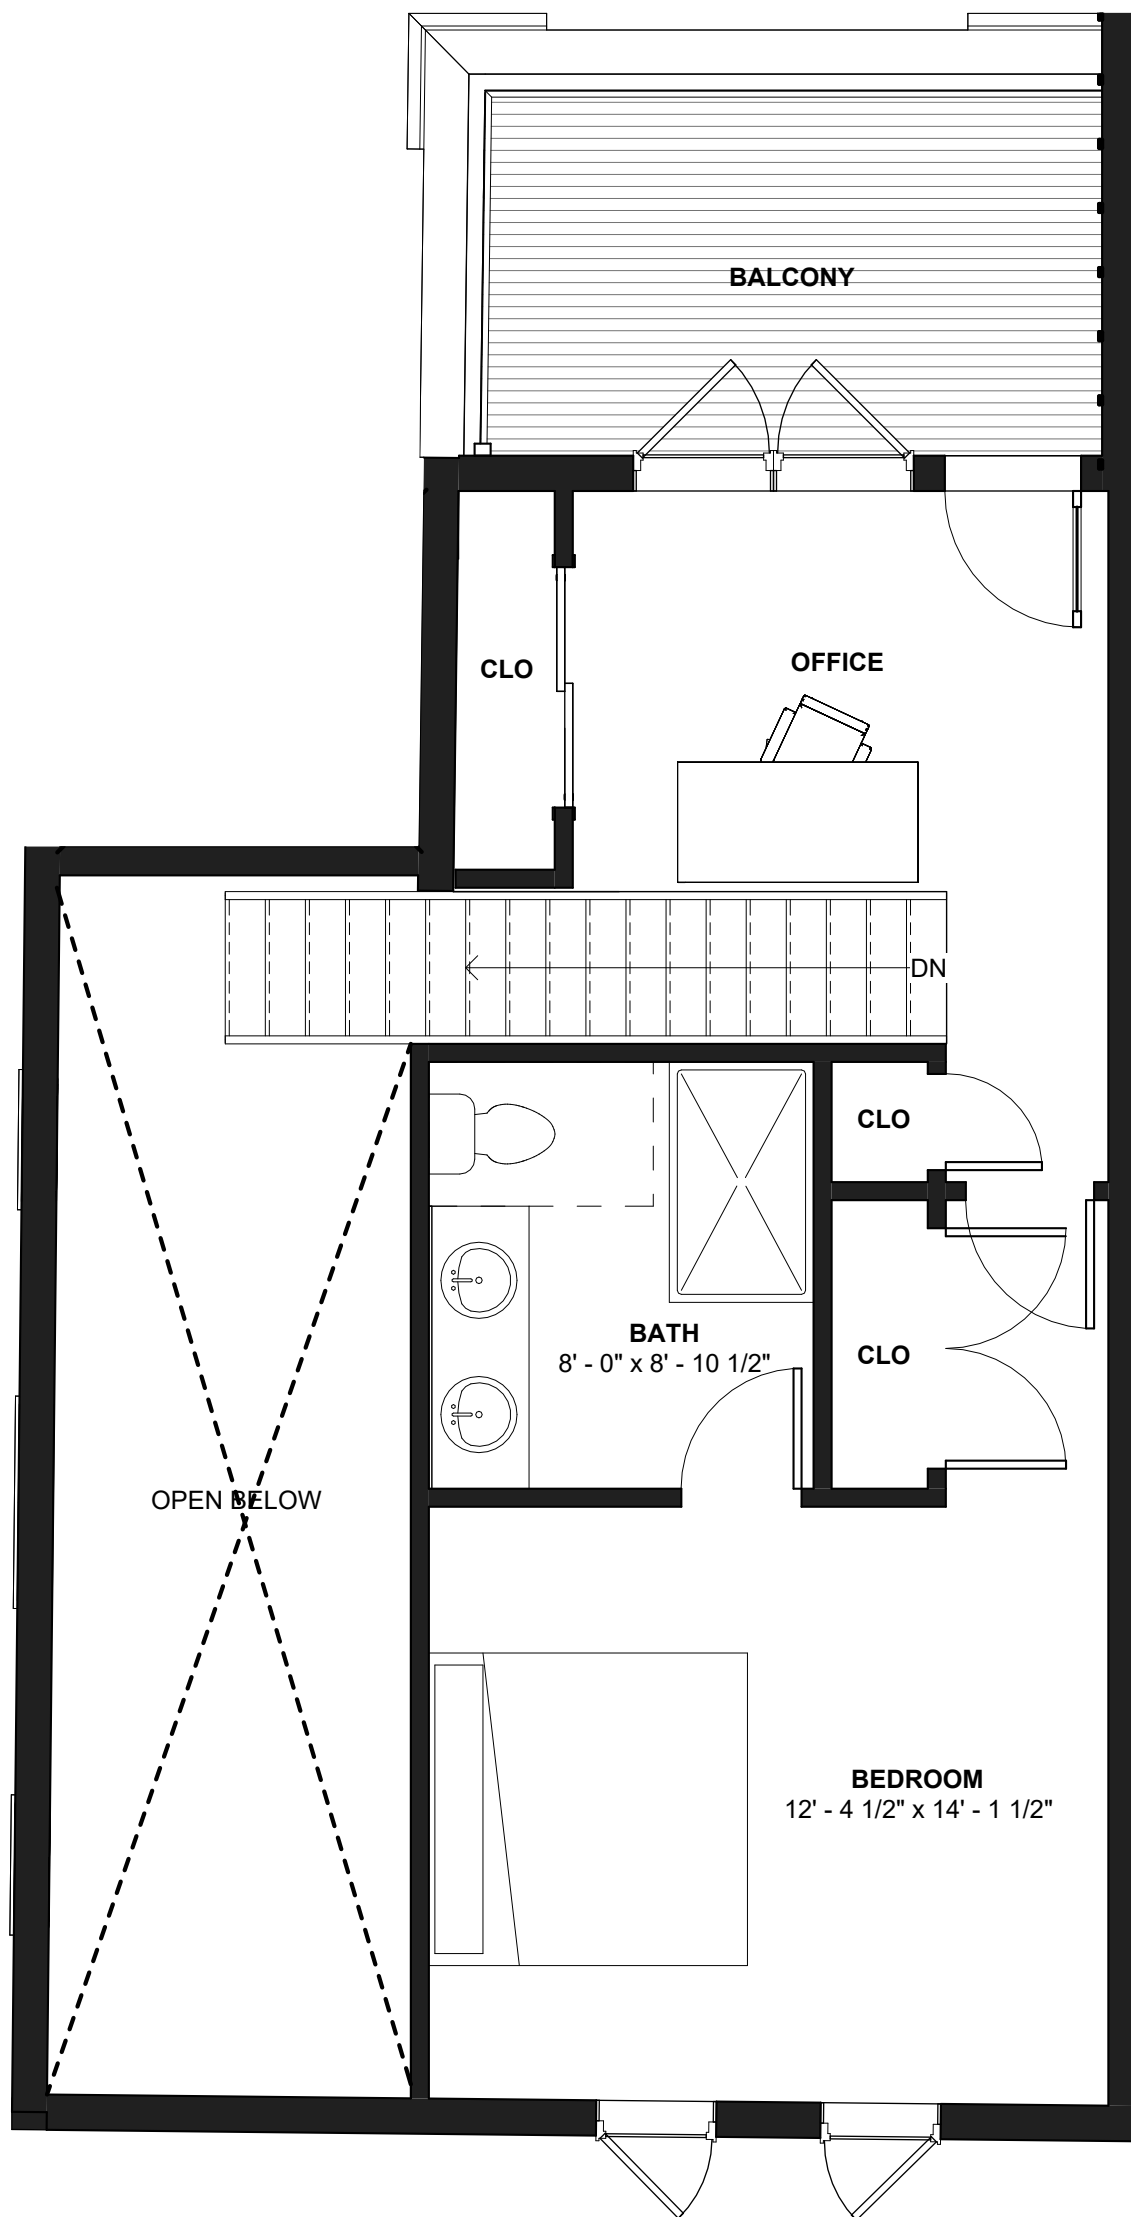 BALCONY
CLO
OFFICE
DN
CLO
BATH
8' - 0" x 8' - 10 1/2"
CLO
OPEN BELOW
BEDROOM
12' - 4 1/2" x 14' - 1 1/2"